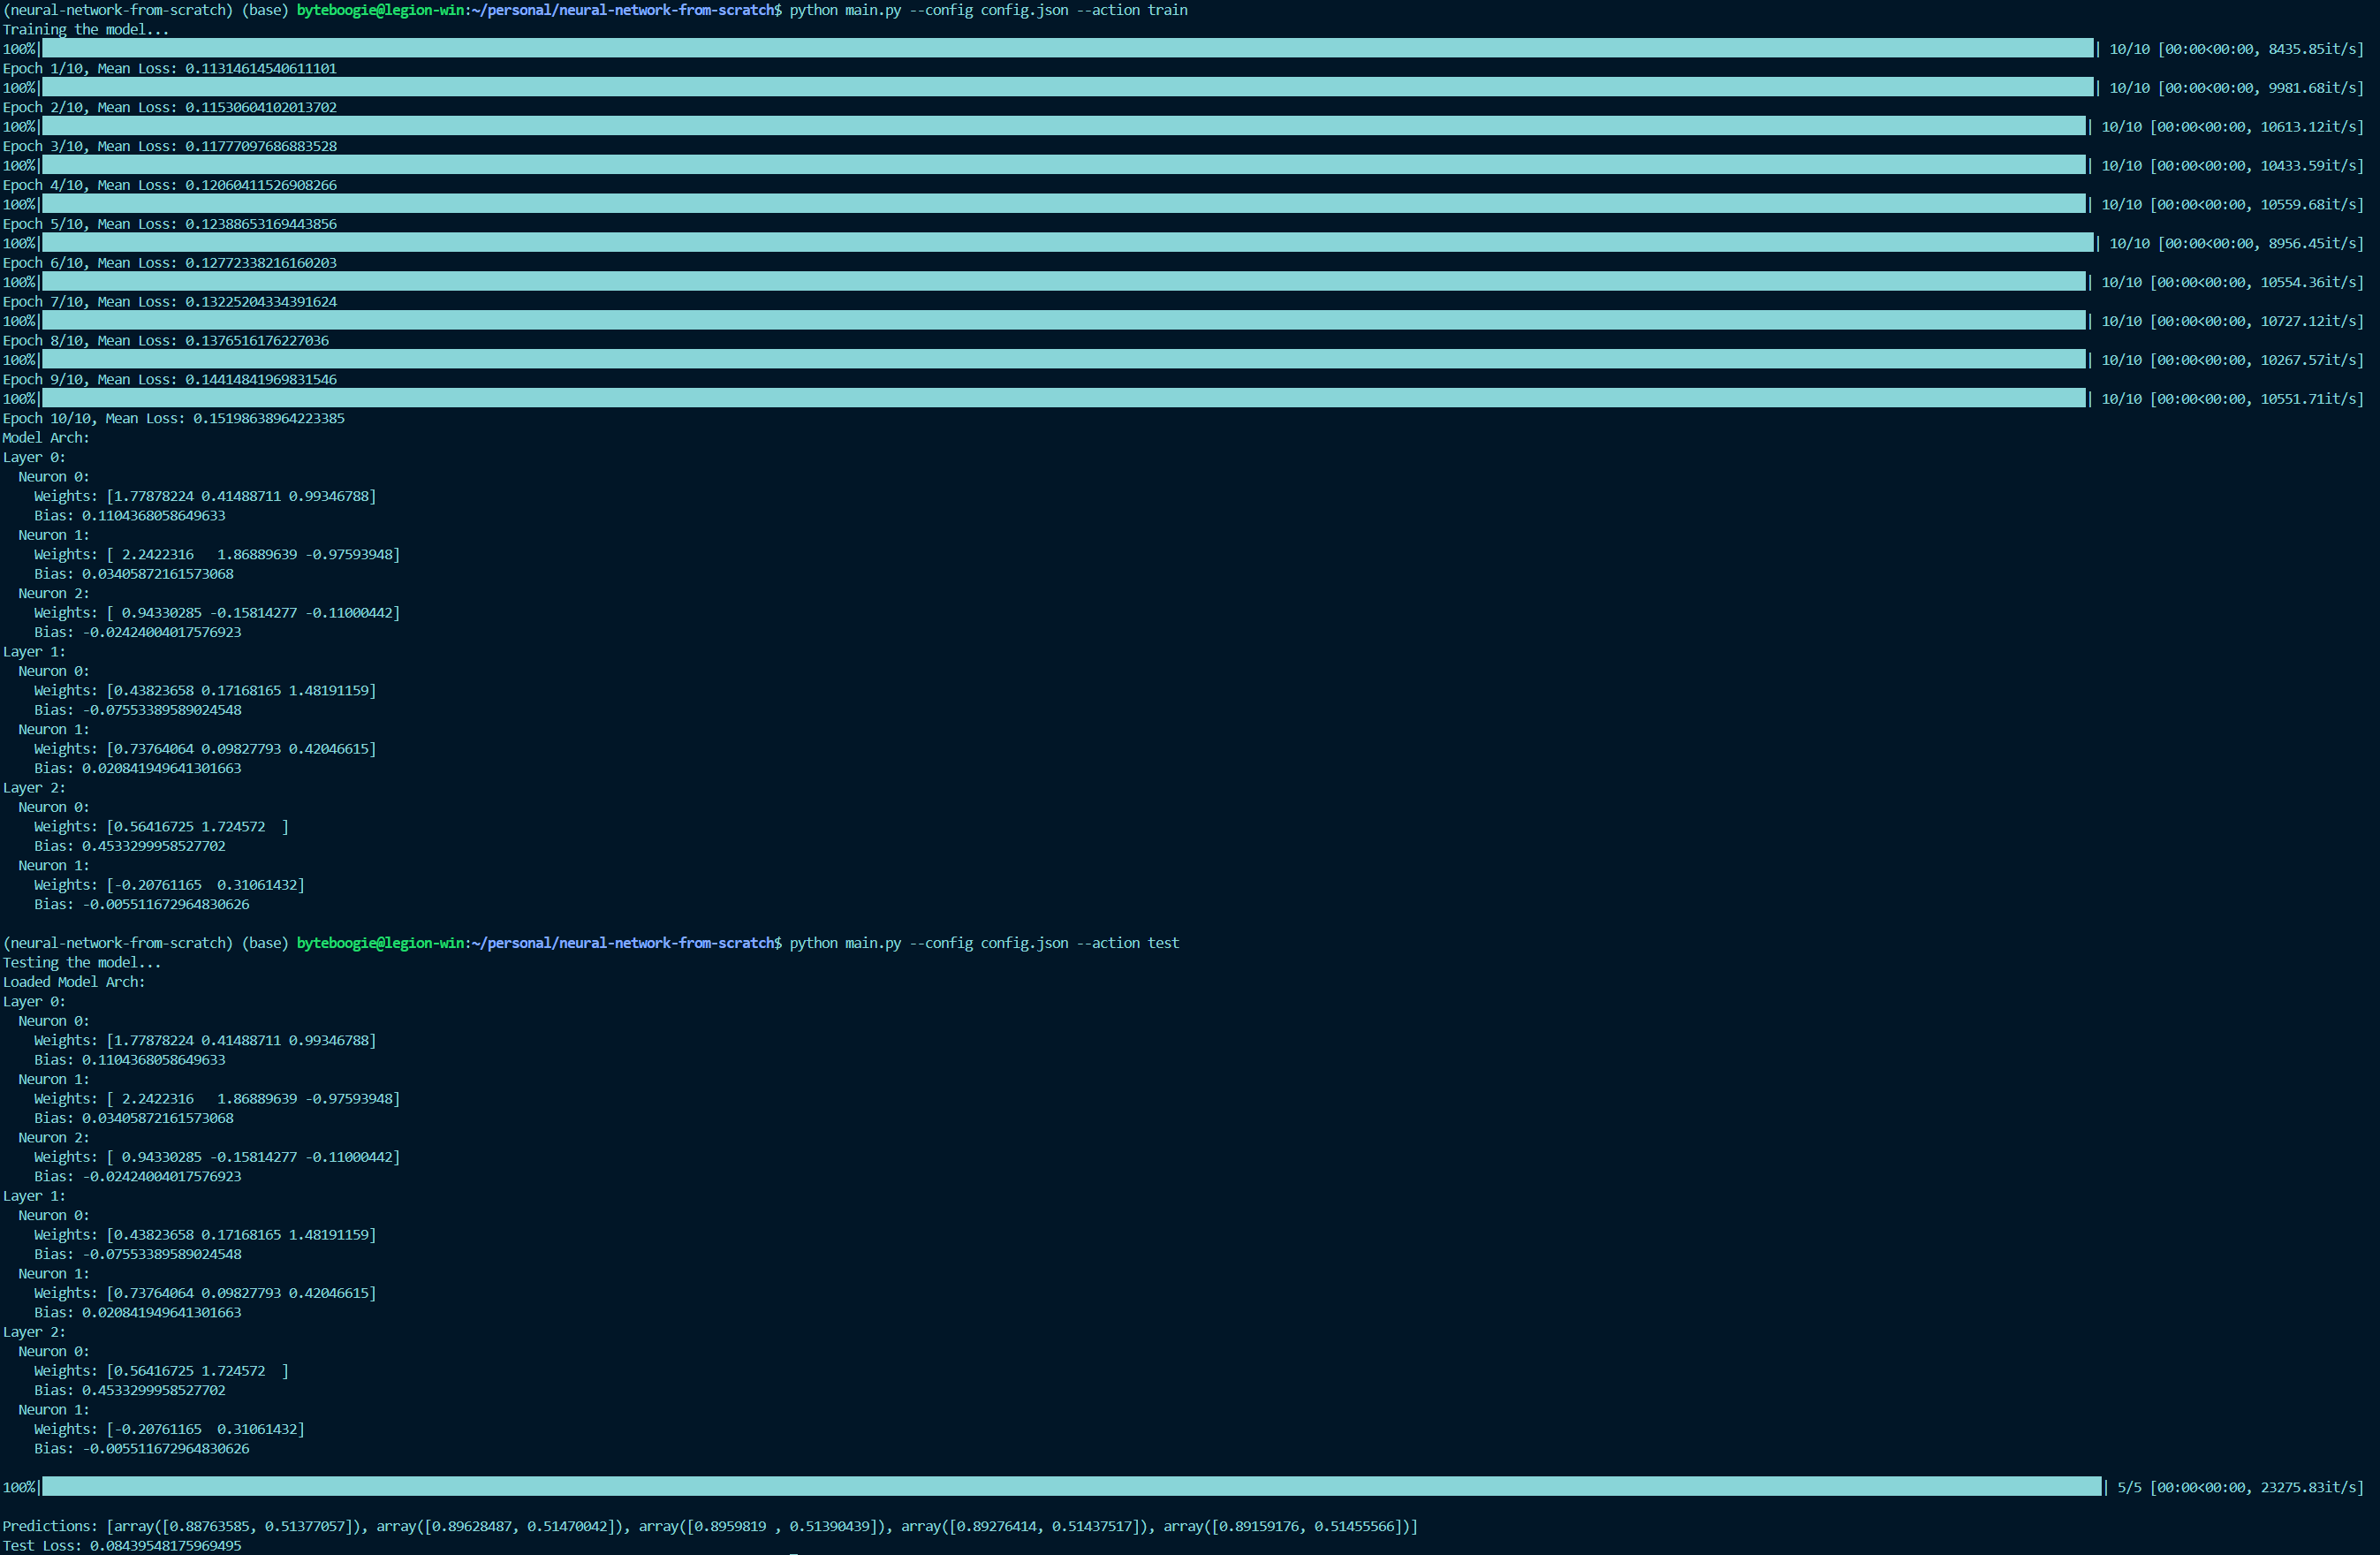 (neural-network-from-scratch) (base) byteboogie@legion-win:~/personal/neural-network-from-scratch$ python main.py --config config.json --action train
Training the model...
100%|| 10/10 [00:00<00:00, 8435.85it/s]
Epoch 1/10, Mean Loss: 0.11314614540611101
100%|| 10/10 [00:00<00:00, 9981.68it/s]
Epoch 2/10, Mean Loss: 0.11530604102013702
100%|| 10/10 [00:00<00:00, 10613.12it/s]
Epoch 3/10, Mean Loss: 0.11777097686883528
100%|| 10/10 [00:00<00:00, 10433.59it/s]
Epoch 4/10, Mean Loss: 0.12060411526908266
100%|| 10/10 [00:00<00:00, 10559.68it/s]
Epoch 5/10, Mean Loss: 0.12388653169443856
100%|| 10/10 [00:00<00:00, 8956.45it/s]
Epoch 6/10, Mean Loss: 0.12772338216160203
100%|| 10/10 [00:00<00:00, 10554.36it/s]
Epoch 7/10, Mean Loss: 0.13225204334391624
100%|| 10/10 [00:00<00:00, 10727.12it/s]
Epoch 8/10, Mean Loss: 0.1376516176227036
100%|| 10/10 [00:00<00:00, 10267.57it/s]
Epoch 9/10, Mean Loss: 0.14414841969831546
100%|| 10/10 [00:00<00:00, 10551.71it/s]
Epoch 10/10, Mean Loss: 0.15198638964223385
Model Arch:
Layer 0:
  Neuron 0:
    Weights: [1.77878224 0.41488711 0.99346788]
    Bias: 0.1104368058649633
  Neuron 1:
    Weights: [ 2.2422316   1.86889639 -0.97593948]
    Bias: 0.03405872161573068
  Neuron 2:
    Weights: [ 0.94330285 -0.15814277 -0.11000442]
    Bias: -0.02424004017576923
Layer 1:
  Neuron 0:
    Weights: [0.43823658 0.17168165 1.48191159]
    Bias: -0.07553389589024548
  Neuron 1:
    Weights: [0.73764064 0.09827793 0.42046615]
    Bias: 0.020841949641301663
Layer 2:
  Neuron 0:
    Weights: [0.56416725 1.724572  ]
    Bias: 0.4533299958527702
  Neuron 1:
    Weights: [-0.20761165  0.31061432]
    Bias: -0.005511672964830626
(neural-network-from-scratch) (base) byteboogie@legion-win:~/personal/neural-network-from-scratch$ python main.py --config config.json --action test
Testing the model...
Loaded Model Arch:
Layer 0:
  Neuron 0:
    Weights: [1.77878224 0.41488711 0.99346788]
    Bias: 0.1104368058649633
  Neuron 1:
    Weights: [ 2.2422316   1.86889639 -0.97593948]
    Bias: 0.03405872161573068
  Neuron 2:
    Weights: [ 0.94330285 -0.15814277 -0.11000442]
    Bias: -0.02424004017576923
Layer 1:
  Neuron 0:
    Weights: [0.43823658 0.17168165 1.48191159]
    Bias: -0.07553389589024548
  Neuron 1:
    Weights: [0.73764064 0.09827793 0.42046615]
    Bias: 0.020841949641301663
Layer 2:
  Neuron 0:
    Weights: [0.56416725 1.724572  ]
    Bias: 0.4533299958527702
  Neuron 1:
    Weights: [-0.20761165  0.31061432]
    Bias: -0.005511672964830626
100%|| 5/5 [00:00<00:00, 23275.83it/s]
Predictions: [array([0.88763585, 0.51377057]), array([0.89628487, 0.51470042]), array([0.8959819 , 0.51390439]), array([0.89276414, 0.51437517]), array([0.89159176, 0.51455566])]
Test Loss: 0.08439548175969495